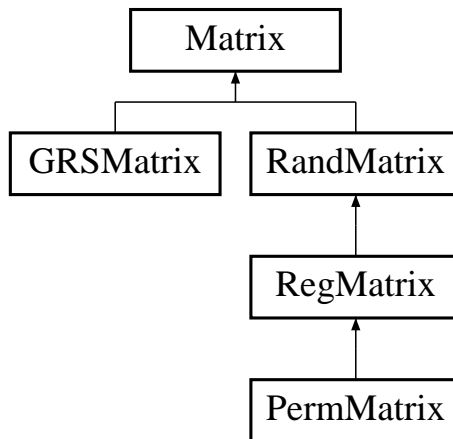 Matrix
GRSMatrix
RandMatrix
RegMatrix
PermMatrix